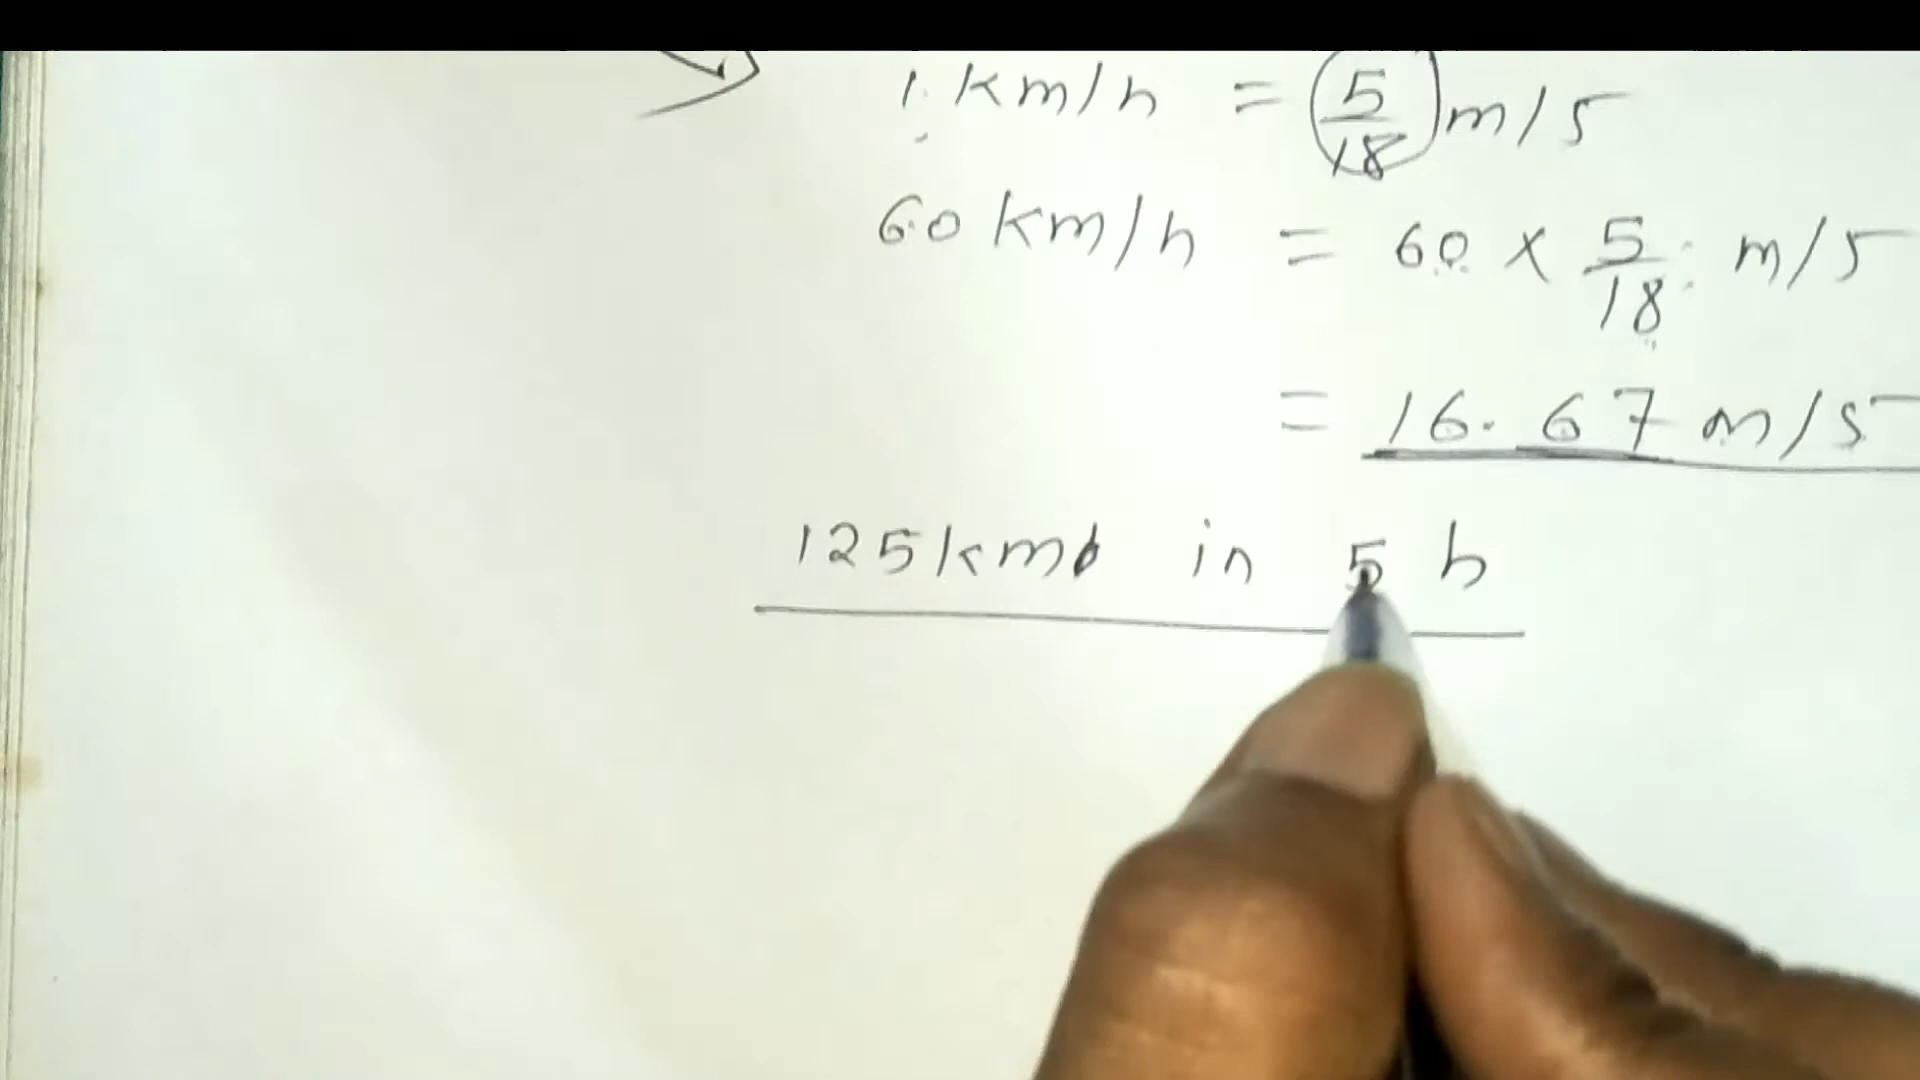 1 km/h = 5/18 m/s
60 km/h = 60 x 5/18 m/s
= 16.67 m/s
125 km in 5 h